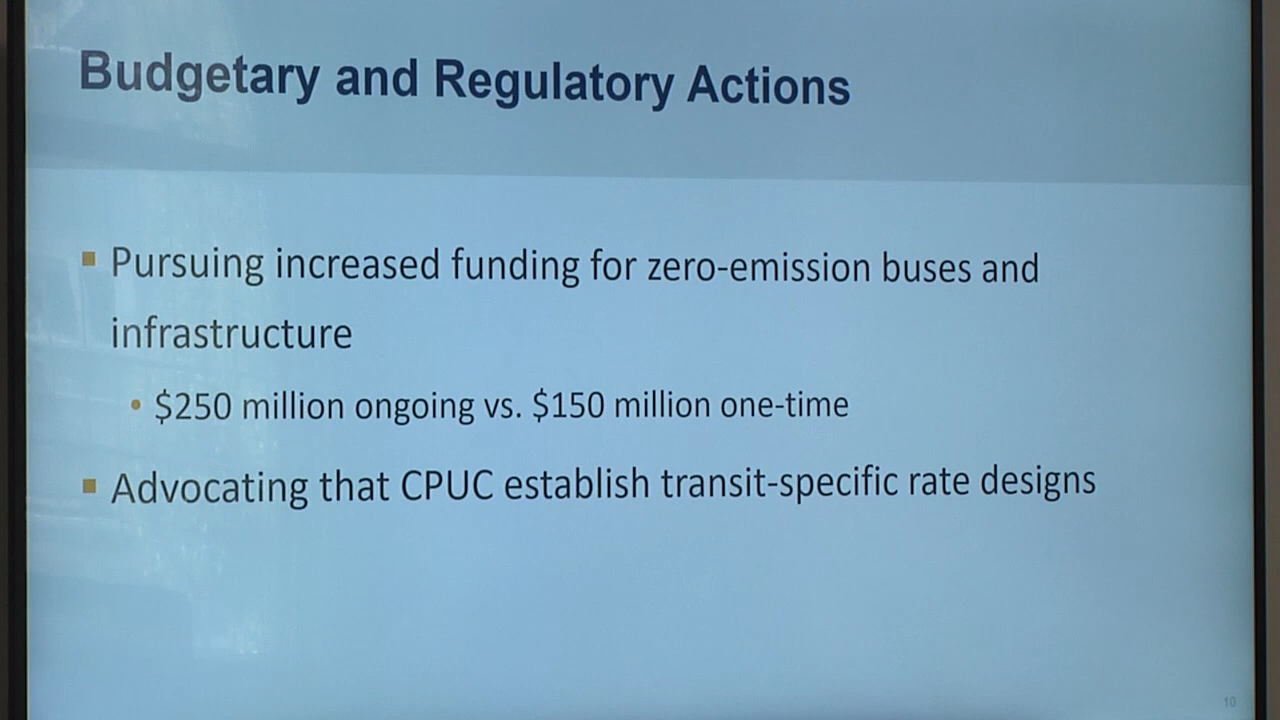 Budgetary and Regulatory Actions
▪ Pursuing increased funding for zero-emission buses and
infrastructure
• $250 million ongoing vs. $150 million one-time
▪ Advocating that CPUC establish transit-specific rate designs
10